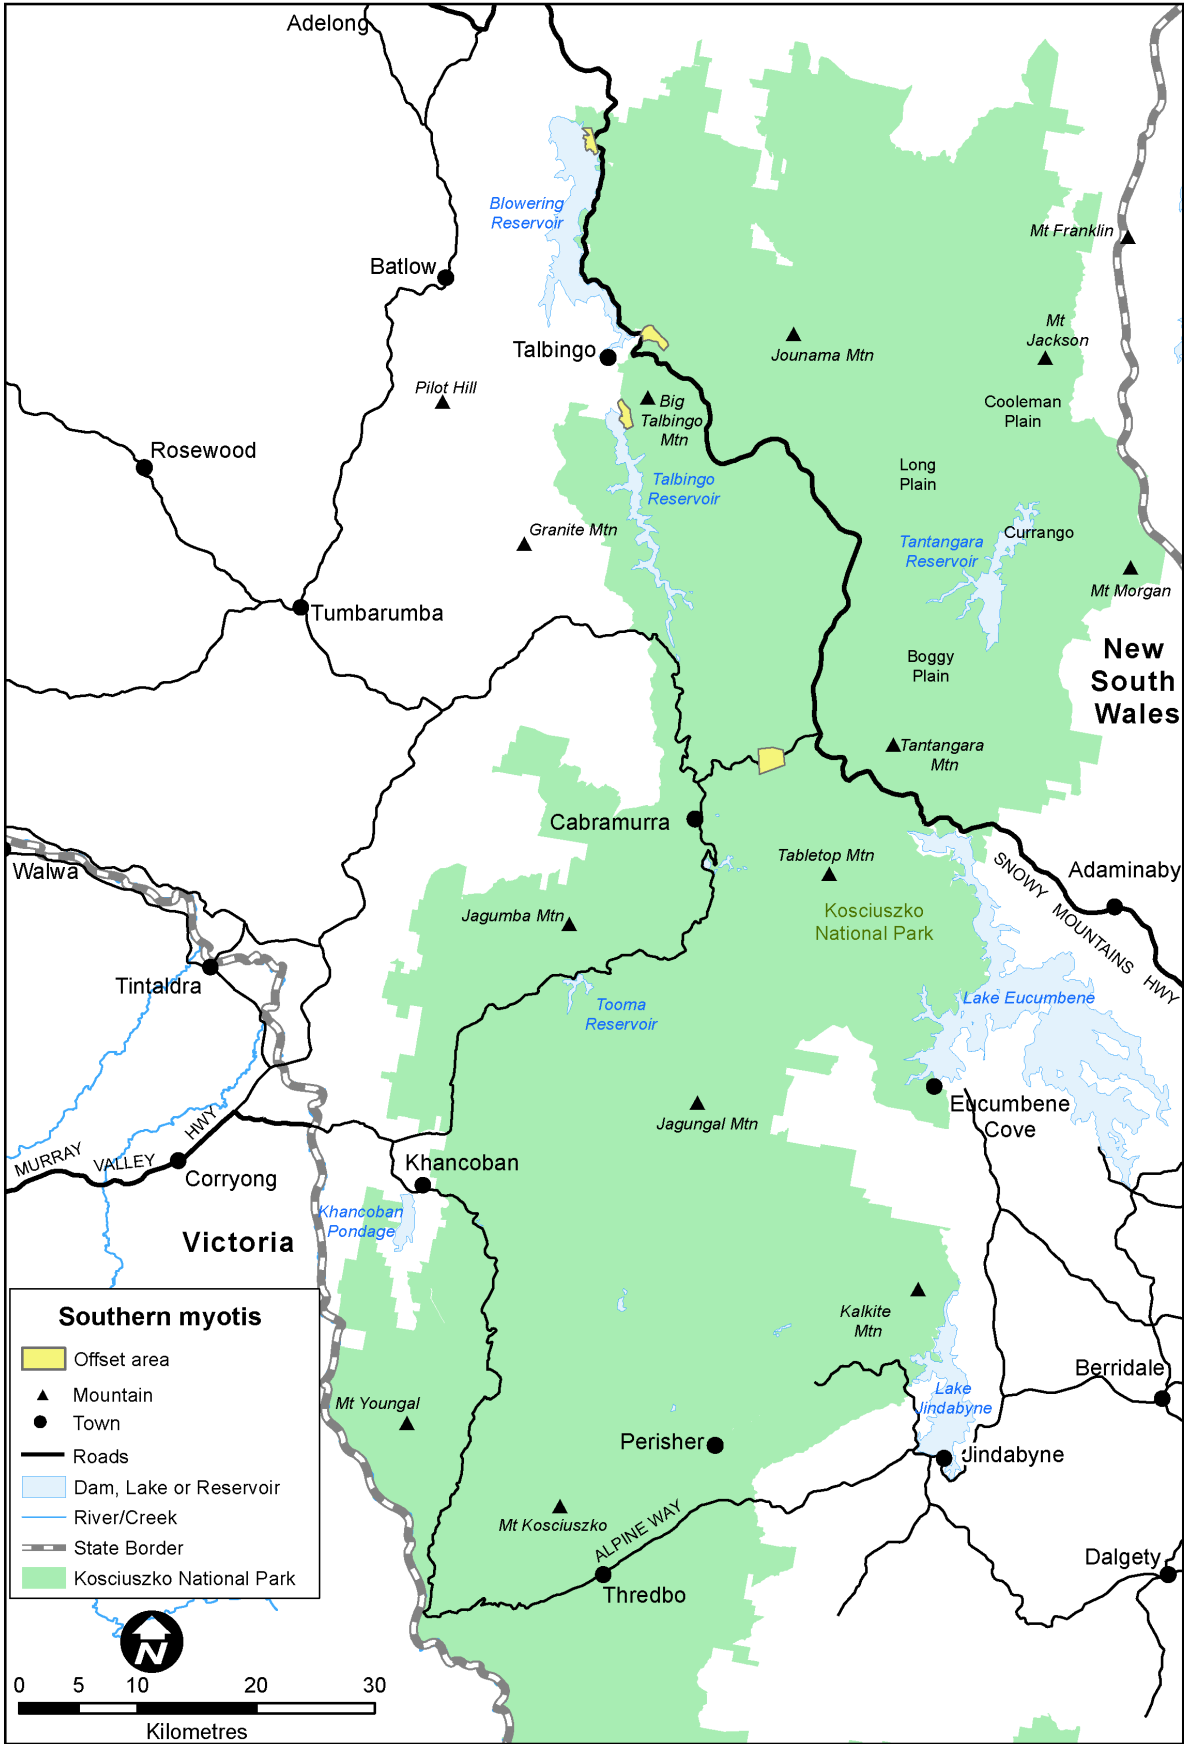 Adelong
Blowering
Reservoir
Mt Franklin
Batlow
Mt
Jackson
Talbingo
Jounama Mtn
Pilot Hill
Big
Talbingo
Mtn
Cooleman
Plain
Rosewood
Long
Plain
Talbingo
Reservoir
Granite Mtn
Currango
Tantangara
Reservoir
Mt Morgan
Tumbarumba
New
South
Wales
Boggy
Plain
Tantangara
Mtn
Cabramurra
Walwa
Tabletop Mtn
SNOWY MOUNTAINS HWY
Adaminaby
Jagumba Mtn
Kosciuszko
National Park
Tintaldra
Lake Eucumbene
Tooma
Reservoir
Eucumbene
Cove
Jagungal Mtn
MURRAY VALLEY HWY
Corryong
Khancoban
Khancoban
Pondage
Victoria
Kalkite
Mtn
Berridale
Lake
Jindabyne
Mt Youngal
Perisher
Jindabyne
Mt Kosciuszko
ALPINE WAY
Thredbo
Dalgety
Southern myotis
Offset area
Mountain
Town
Roads
Dam, Lake or Reservoir
River/Creek
State Border
Kosciuszko National Park
N
0 5 10 20 30
Kilometres